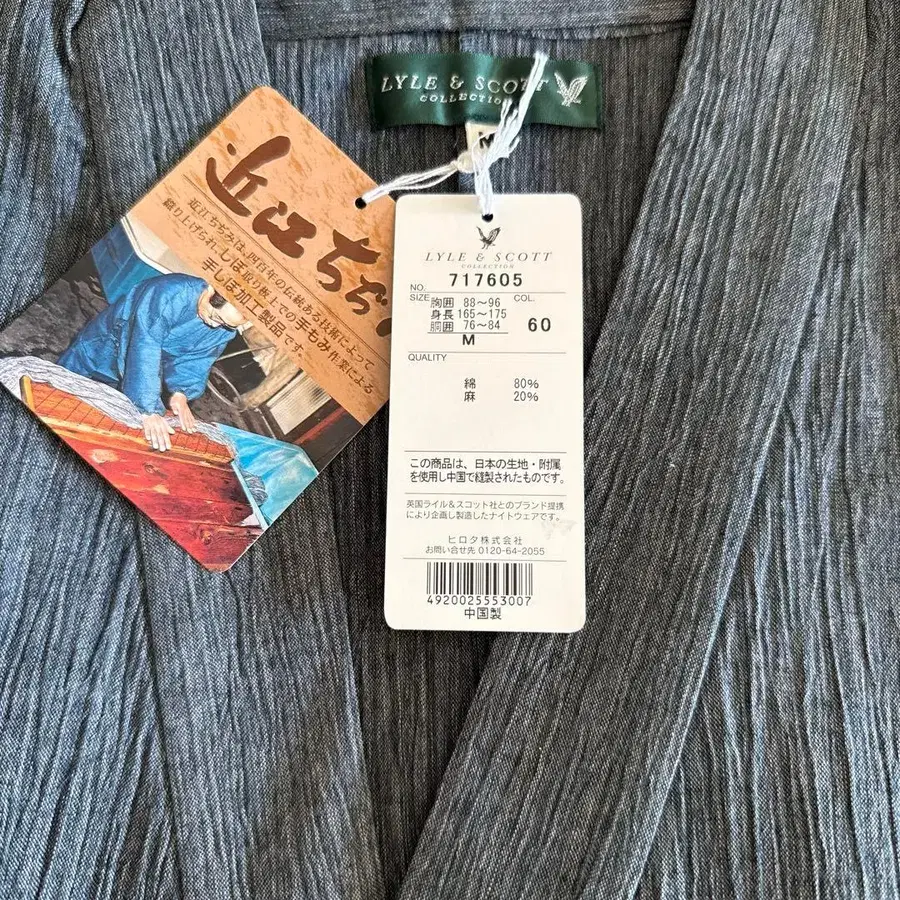 LYLE & SCOTT
COLLECTION
M
近江ちぢみ
近江ちぢみは、四百年の伝統ある技術によって
織り上げられ、しぼ取り板上での手もみ作業による
手しぼ加工製品です。
LYLE & SCOTT
COLLECTION
NO. 717605
SIZE 胸囲 88～96 COL.
身長 165～175 60
胴囲 76～84
M
QUALITY
綿 80%
麻 20%
この商品は、日本の生地・附属
を使用し中国で縫製されたものです。
英国ライル&スコット社とのブランド提携
により企画し製造したナイトウェアです。
ヒロタ株式会社
お問い合せ先 0120-64-2055
4920025553007
中国製